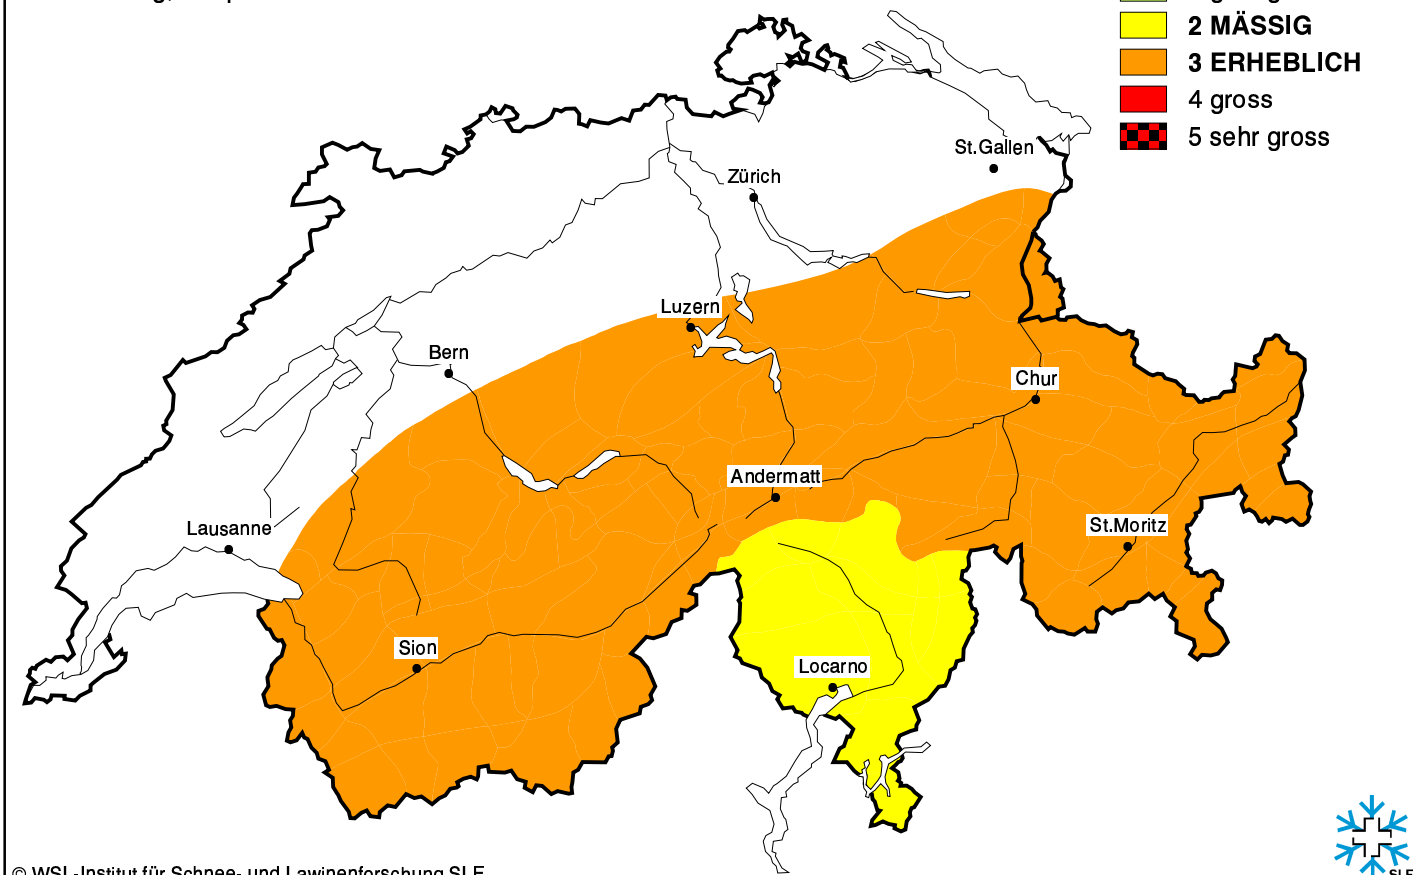 2 MÄSSIG
3 ERHEBLICH
4 gross
5 sehr gross
St.Gallen
Zürich
Luzern
Bern
Chur
Andermatt
Lausanne
St.Moritz
Sion
Locarno
© WSL-Institut für Schnee- und Lawinenforschung SLF
SLF